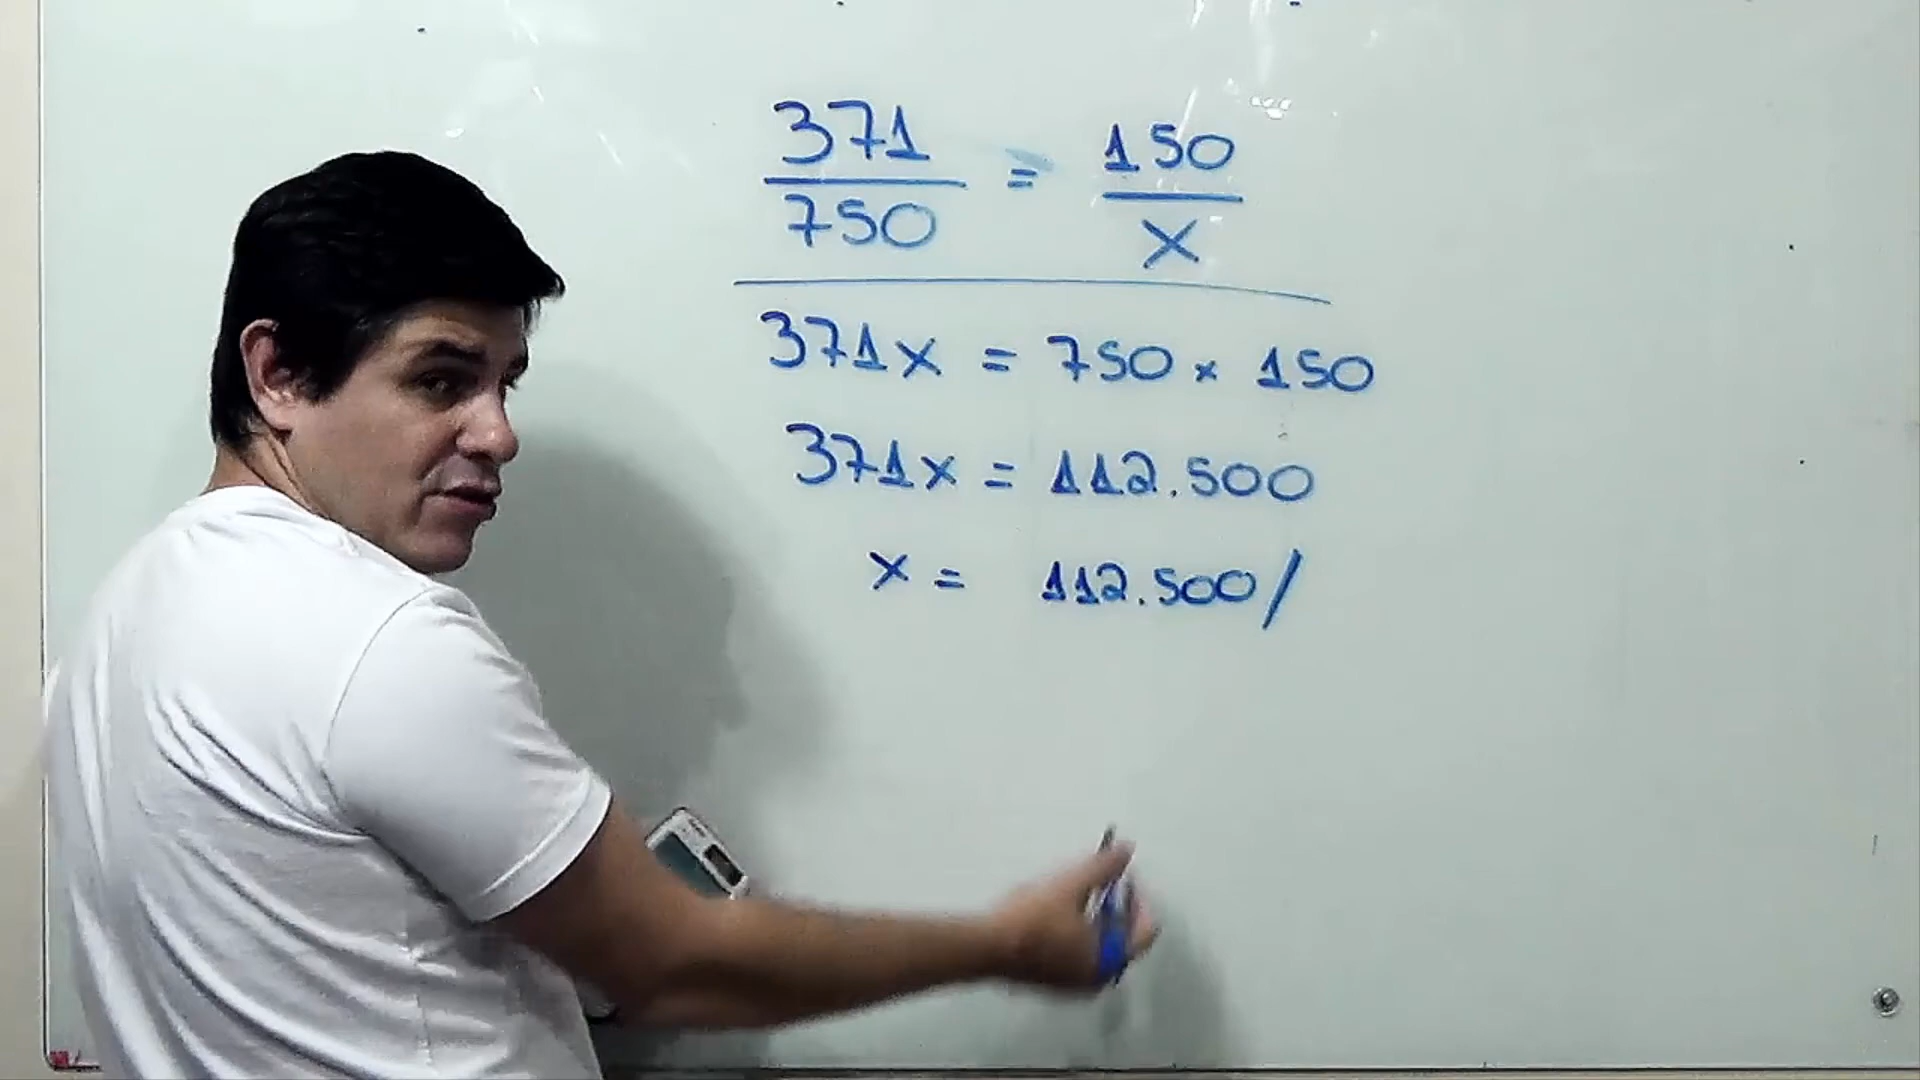 371 = 150
750 x
371x = 750 x 150
371x = 112.500
x = 112.500/